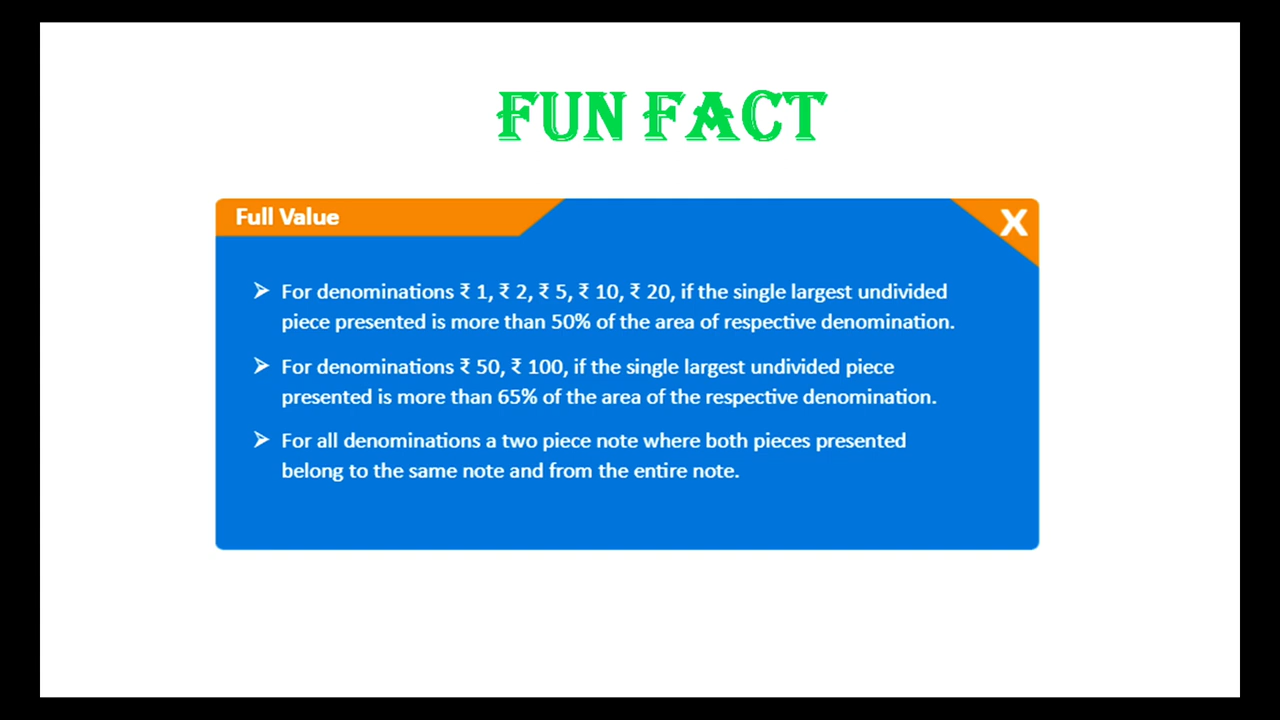 FUN FACT
Full Value
X
➢ For denominations ₹ 1, ₹ 2, ₹ 5, ₹ 10, ₹ 20, if the single largest undivided
piece presented is more than 50% of the area of respective denomination.
➢ For denominations ₹ 50, ₹ 100, if the single largest undivided piece
presented is more than 65% of the area of the respective denomination.
➢ For all denominations a two piece note where both pieces presented
belong to the same note and from the entire note.